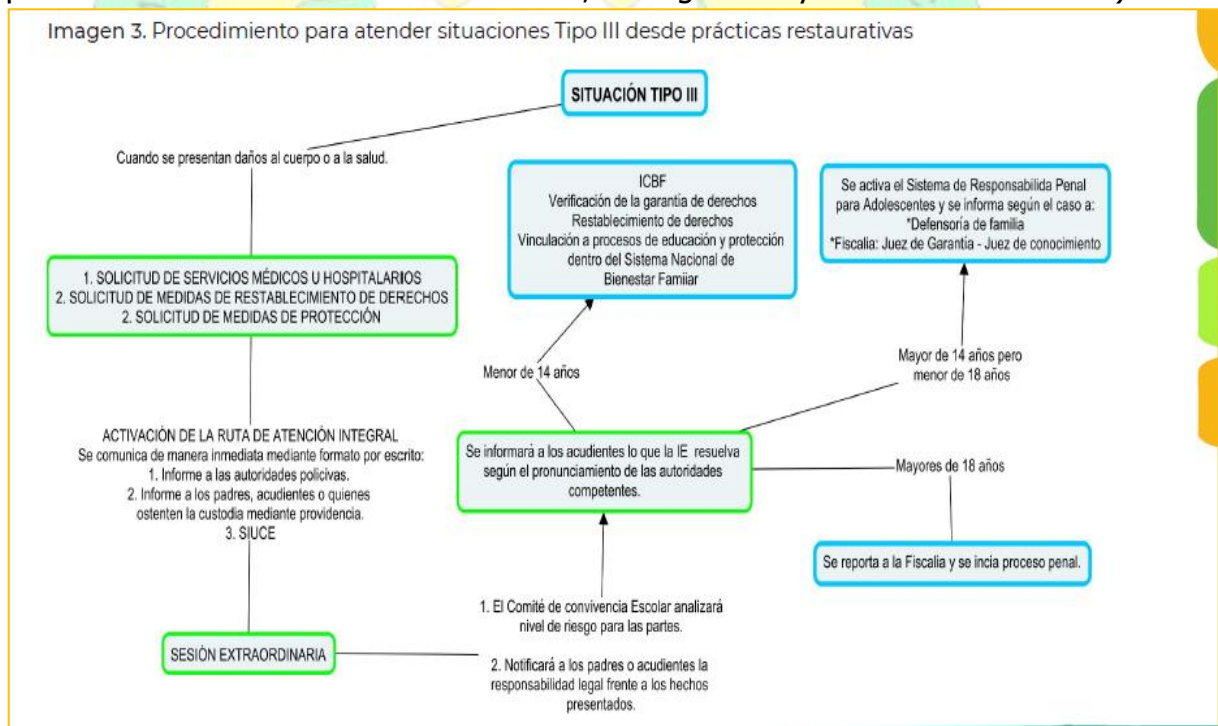 Imagen 3. Procedimiento para atender situaciones Tipo III desde prácticas restaurativas
SITUACIÓN TIPO III
Cuando se presentan daños al cuerpo o a la salud.
1. SOLICITUD DE SERVICIOS MÉDICOS U HOSPITALARIOS
2. SOLICITUD DE MEDIDAS DE RESTABLECIMIENTO DE DERECHOS
2. SOLICITUD DE MEDIDAS DE PROTECCIÓN
ACTIVACIÓN DE LA RUTA DE ATENCIÓN INTEGRAL
Se comunica de manera inmediata mediante formato por escrito:
1. Informe a las autoridades policivas.
2. Informe a los padres, acudientes o quienes
ostenten la custodia mediante providencia.
3. SIUCE
SESIÓN EXTRAORDINARIA
1. El Comité de convivencia Escolar analizará
nivel de riesgo para las partes.
2. Notificará a los padres o acudientes la
responsabilidad legal frente a los hechos
presentados.
Se informará a los acudientes lo que la IE resuelva
según el pronunciamiento de las autoridades
competentes.
Menor de 14 años
ICBF
Verificación de la garantía de derechos
Restablecimiento de derechos
Vinculación a procesos de educación y protección
dentro del Sistema Nacional de
Bienestar Famiiar
Mayor de 14 años pero
menor de 18 años
Se activa el Sistema de Responsabilida Penal
para Adolescentes y se informa según el caso a:
*Defensoría de familia
*Fiscalia: Juez de Garantía - Juez de conocimiento
Mayores de 18 años
Se reporta a la Fiscalia y se incia proceso penal.